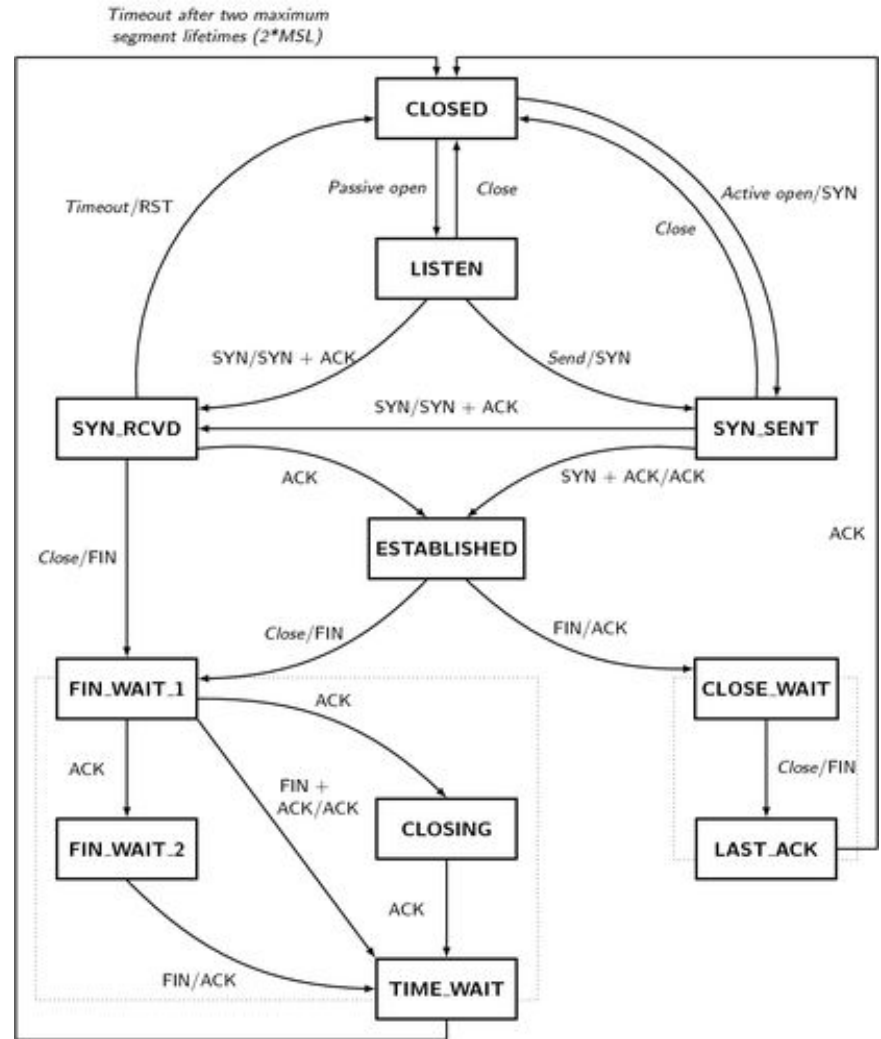 Timeout after two maximum
segment lifetimes (2*MSL)
CLOSED
Passive open
Close
Active open/SYN
Timeout/RST
Close
LISTEN
SYN/SYN + ACK
Send/SYN
SYN_RCVD
SYN/SYN + ACK
SYN_SENT
ACK
SYN + ACK/ACK
ESTABLISHED
ACK
Close/FIN
Close/FIN
FIN/ACK
FIN_WAIT_1
ACK
CLOSE_WAIT
ACK
FIN +
ACK/ACK
Close/FIN
CLOSING
FIN_WAIT_2
LAST_ACK
ACK
FIN/ACK
TIME_WAIT